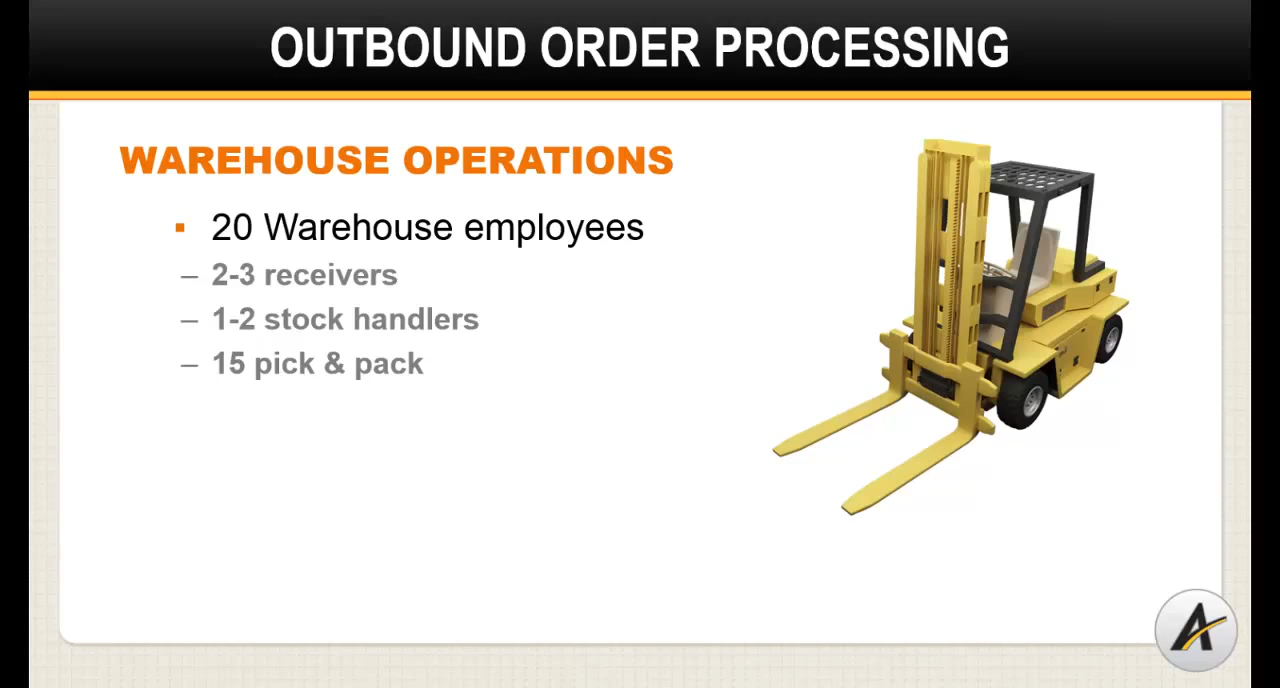 OUTBOUND ORDER PROCESSING
WAREHOUSE OPERATIONS
▪ 20 Warehouse employees
– 2-3 receivers
– 1-2 stock handlers
– 15 pick & pack
A